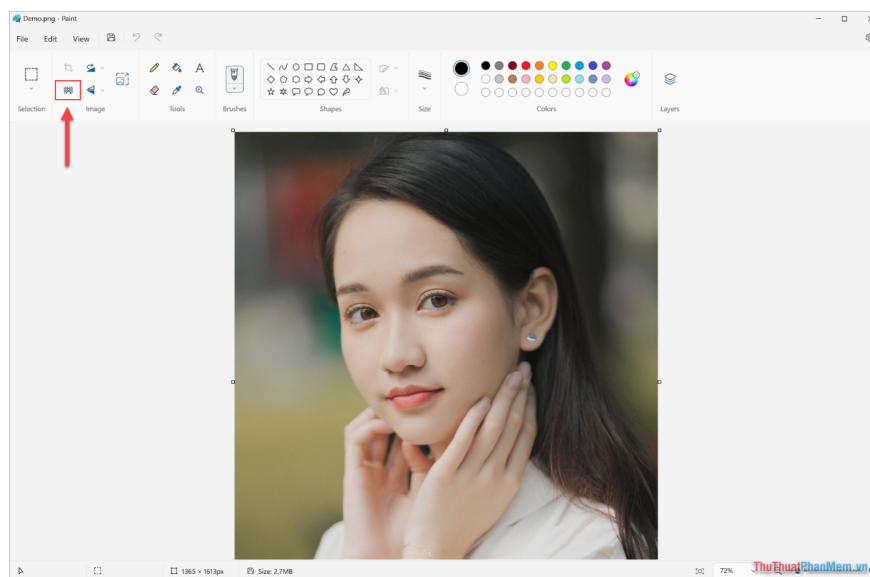 Demo.png - Paint
File Edit View
Selection Image Tools Brushes Shapes Size Colors Layers
1365 × 1613px Size: 2.7MB 72%
ThuThuatPhanMem.vn